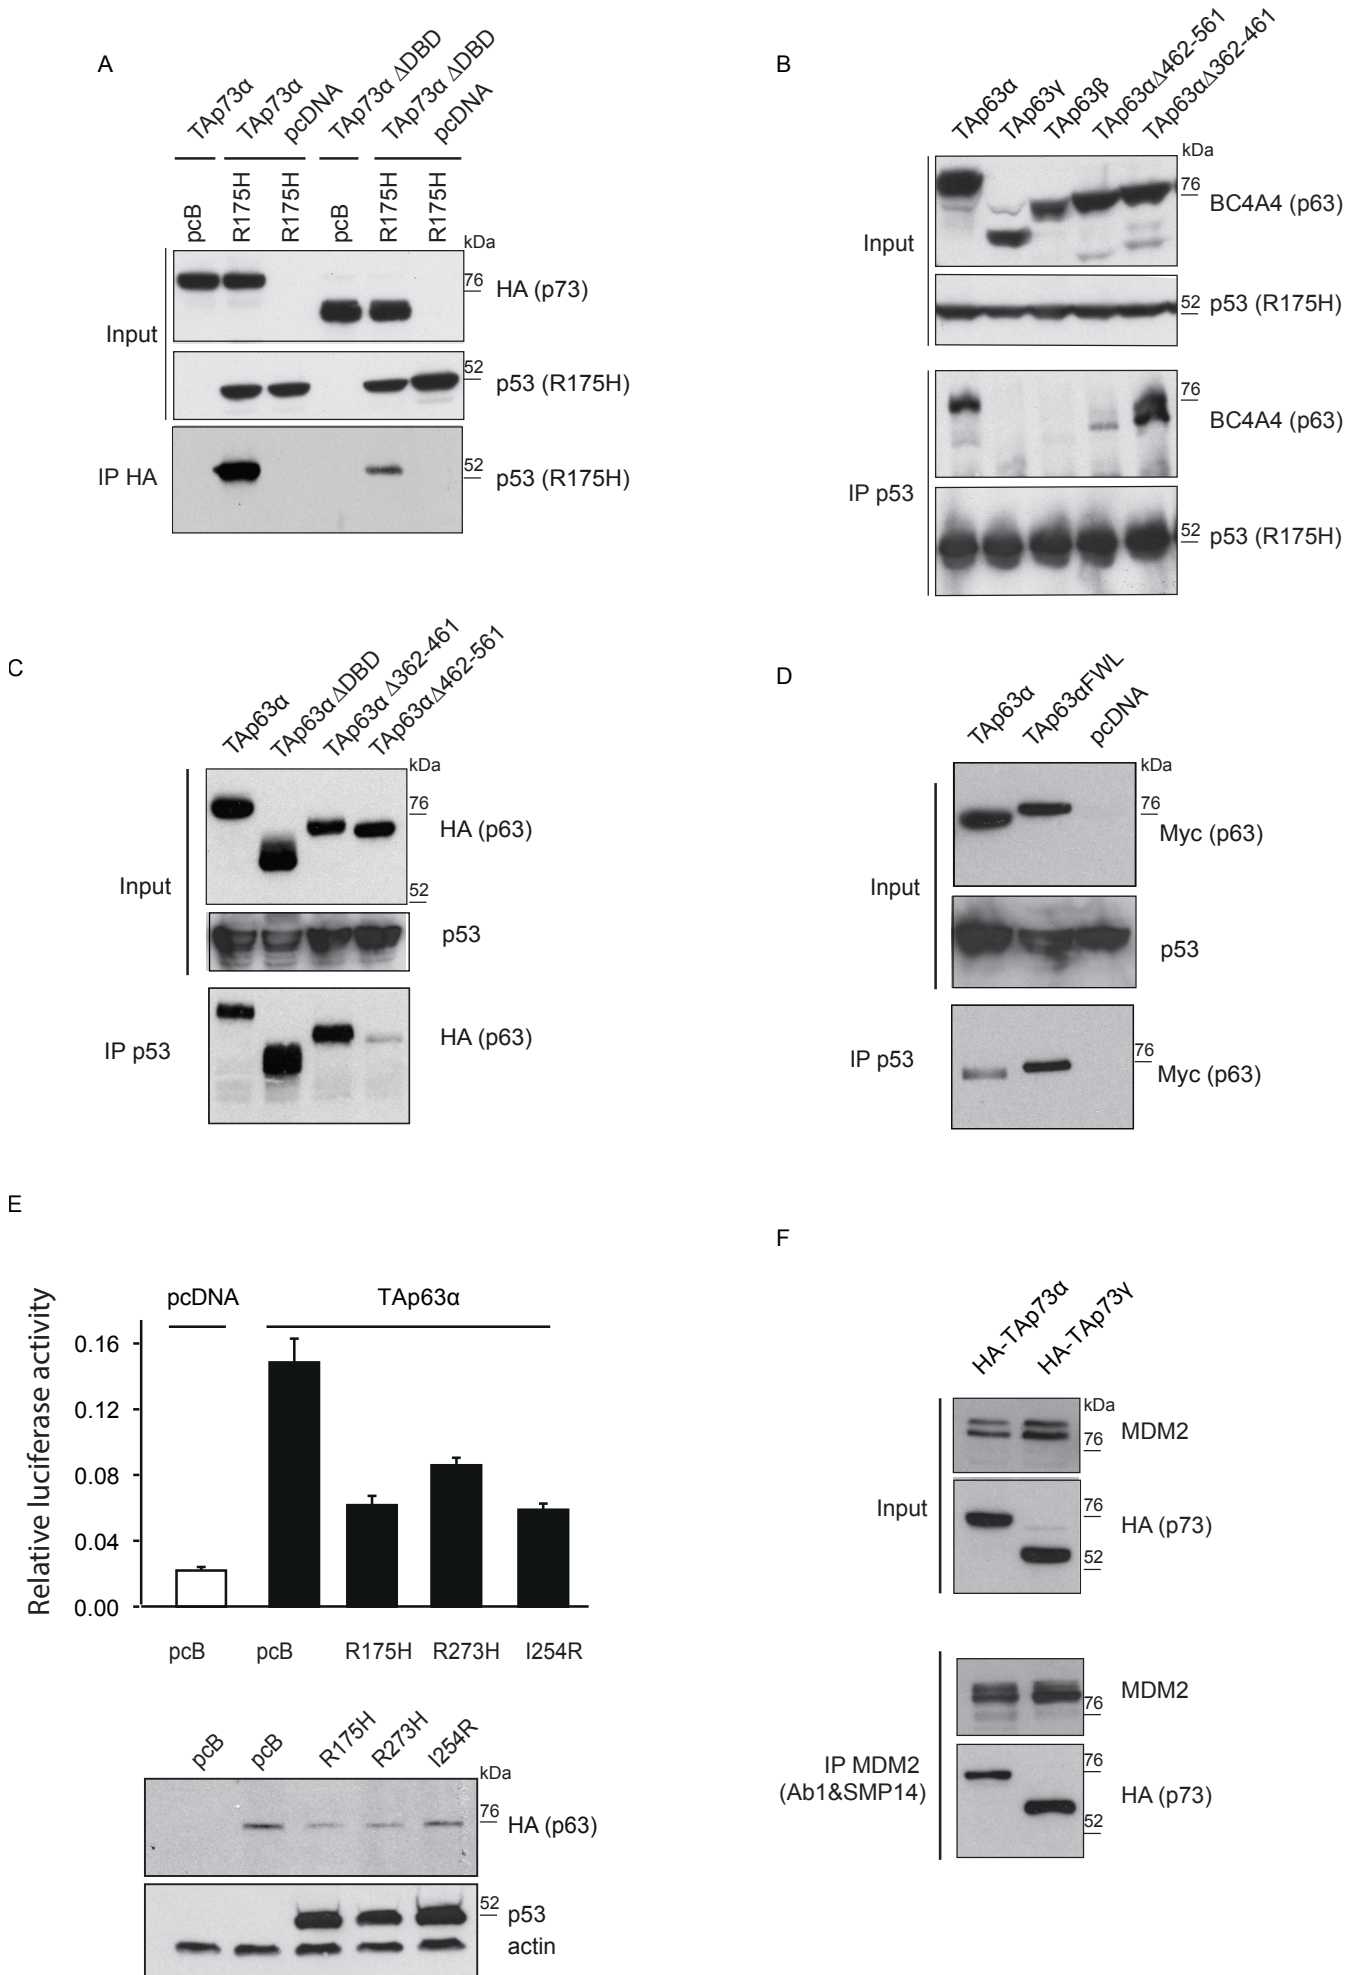 A
TAp73α
TAp73α
pcDNA
TAp73α ΔDBD
TAp73α ΔDBD
pcDNA
pcB
R175H
R175H
pcB
R175H
R175H
kDa
Input
76
HA (p73)
52
p53 (R175H)
IP HA
52
p53 (R175H)
B
TAp63α
TAp63γ
TAp63β
TAp63αΔ462-561
TAp63αΔ362-461
kDa
Input
76
BC4A4 (p63)
52
p53 (R175H)
IP p53
76
BC4A4 (p63)
52
p53 (R175H)
C
TAp63α
TAp63α ΔDBD
TAp63α Δ362-461
TAp63αΔ462-561
kDa
Input
76
HA (p63)
52
p53
IP p53
HA (p63)
D
TAp63α
TAp63αFWL
pcDNA
kDa
Input
76
Myc (p63)
p53
IP p53
76
Myc (p63)
E
pcDNA
TAp63α
Relative luciferase activity
0.16
0.12
0.08
0.04
0.00
pcB
pcB
R175H
R273H
I254R
pcB
pcB
R175H
R273H
I254R
kDa
76
HA (p63)
52
p53
actin
F
HA-TAp73α
HA-TAp73γ
kDa
Input
76
MDM2
76
HA (p73)
52
IP MDM2
(Ab1&SMP14)
76
MDM2
76
HA (p73)
52